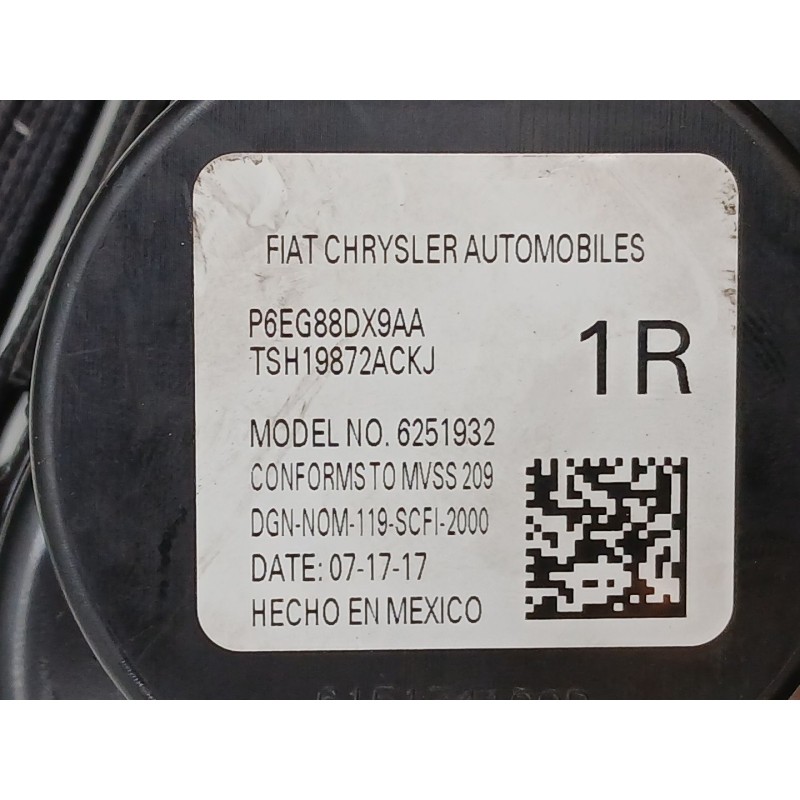 FIAT CHRYSLER AUTOMOBILES
P6EG88DX9AA
TSH19872ACKJ
1R
MODEL NO. 6251932
CONFORMS TO MVSS 209
DGN-NOM-119-SCFI-2000
DATE: 07-17-17
HECHO EN MEXICO